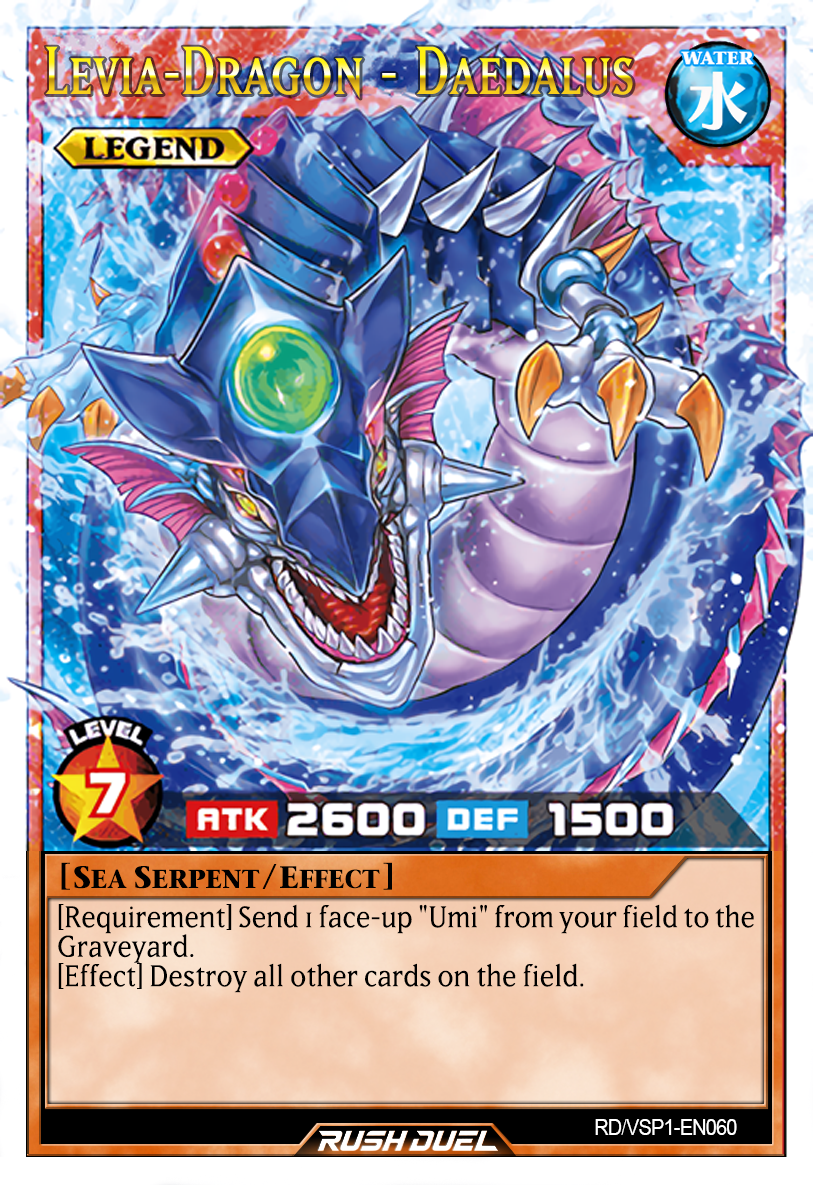 Levia-Dragon - Daedalus
WATER
水
LEGEND
LEVEL
7
ATK 2600 DEF 1500
[Sea Serpent/Effect]
[Requirement] Send 1 face-up "Umi" from your field to the
Graveyard.
[Effect] Destroy all other cards on the field.
RD/VSP1-EN060
RUSH DUEL